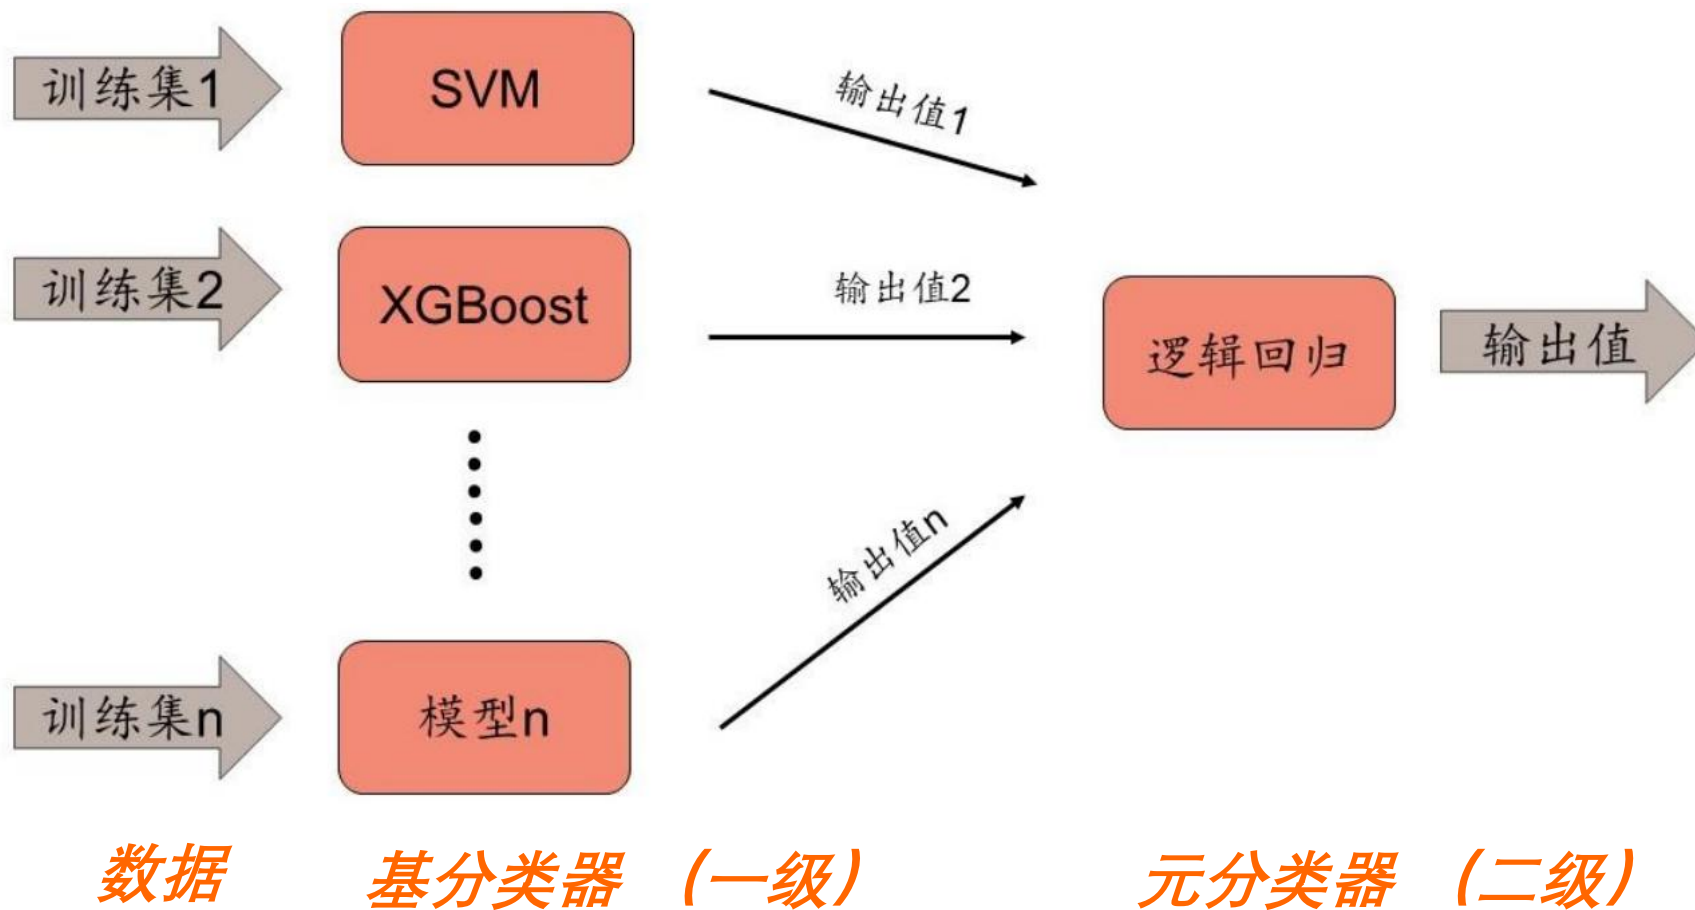 训练集1
SVM
输出值1
训练集2
XGBoost
输出值2
逻辑回归
输出值
输出值n
训练集n
模型n
数据
基分类器 （一级）
元分类器 （二级）